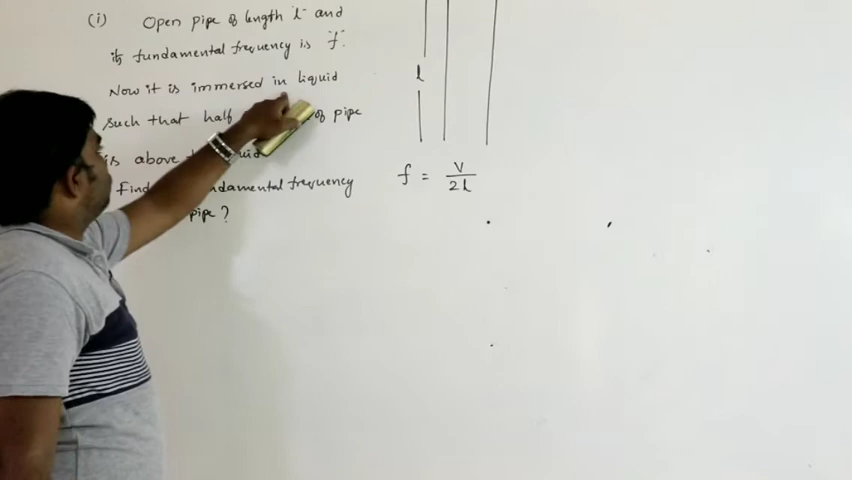 (i) Open pipe of length 'l' and
its fundamental frequency is 'f'.
Now it is immersed in liquid
such that half of pipe
is above
Find fundamental frequency
pipe ?
l
f = V/2l